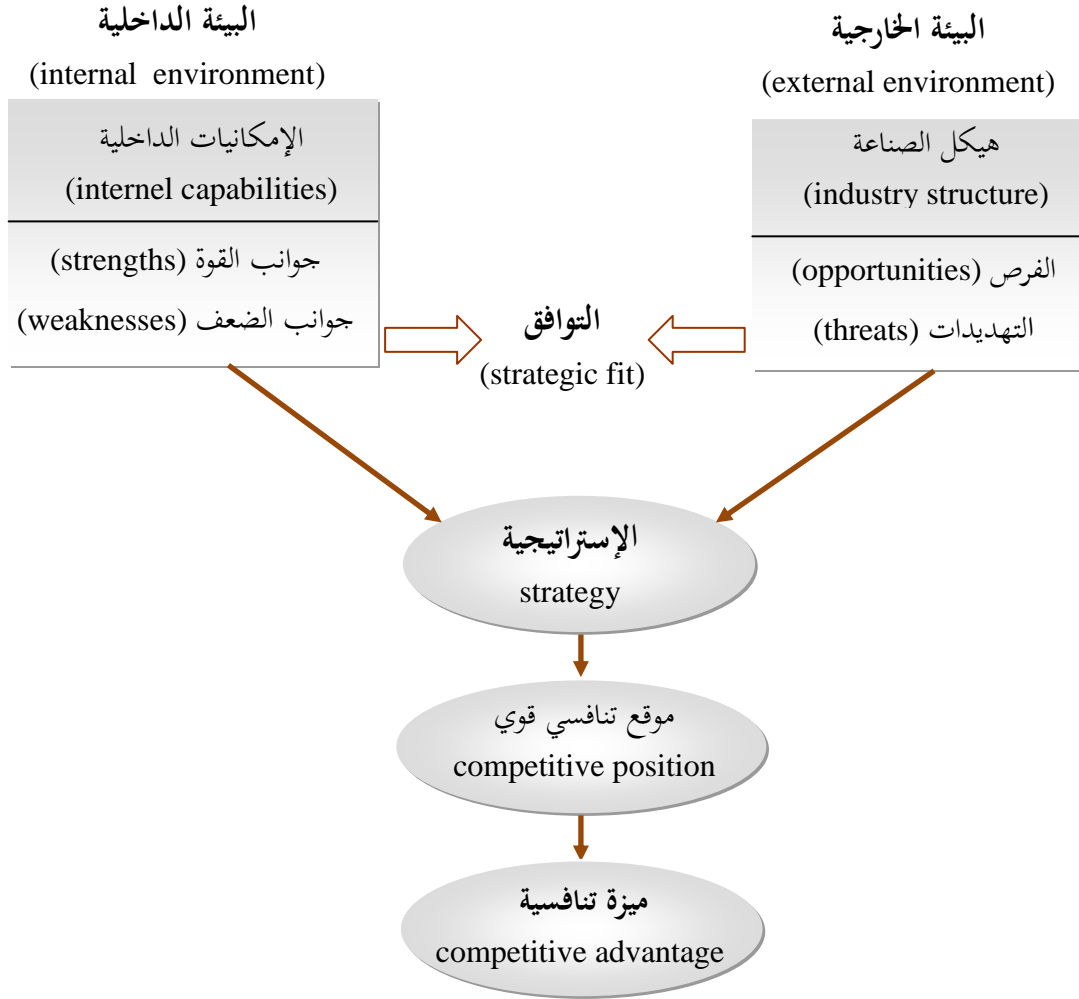 البيئة الداخلية
(internal environment)
الإمكانيات الداخلية
(internel capabilities)
جوانب القوة (strengths)
جوانب الضعف (weaknesses)
البيئة الخارجية
(external environment)
هيكل الصناعة
(industry structure)
الفرص (opportunities)
التهديدات (threats)
التوافق
(strategic fit)
الإستراتيجية
strategy
موقع تنافسي قوي
competitive position
ميزة تنافسية
competitive advantage